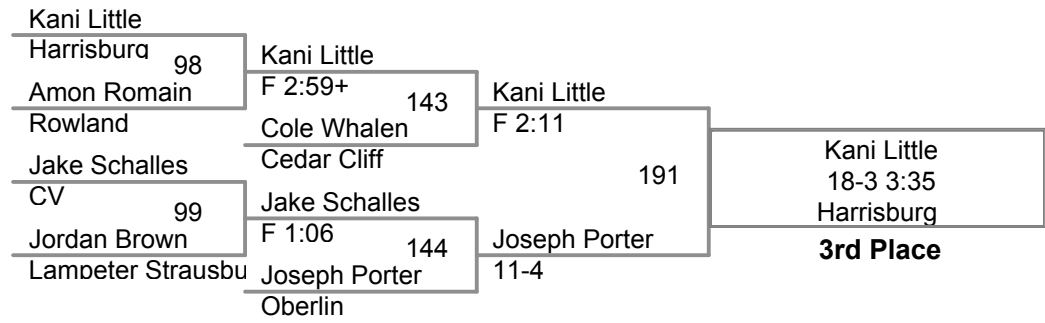 Kani Little
Harrisburg
98
Amon Romain
Rowland
Jake Schalles
CV
99
Jordan Brown
Lampeter Strausbu
Kani Little
F 2:59+
143
Cole Whalen
Cedar Cliff
Jake Schalles
F 1:06
144
Joseph Porter
Oberlin
Kani Little
F 2:11
191
Joseph Porter
11-4
Kani Little
18-3 3:35
Harrisburg
3rd Place